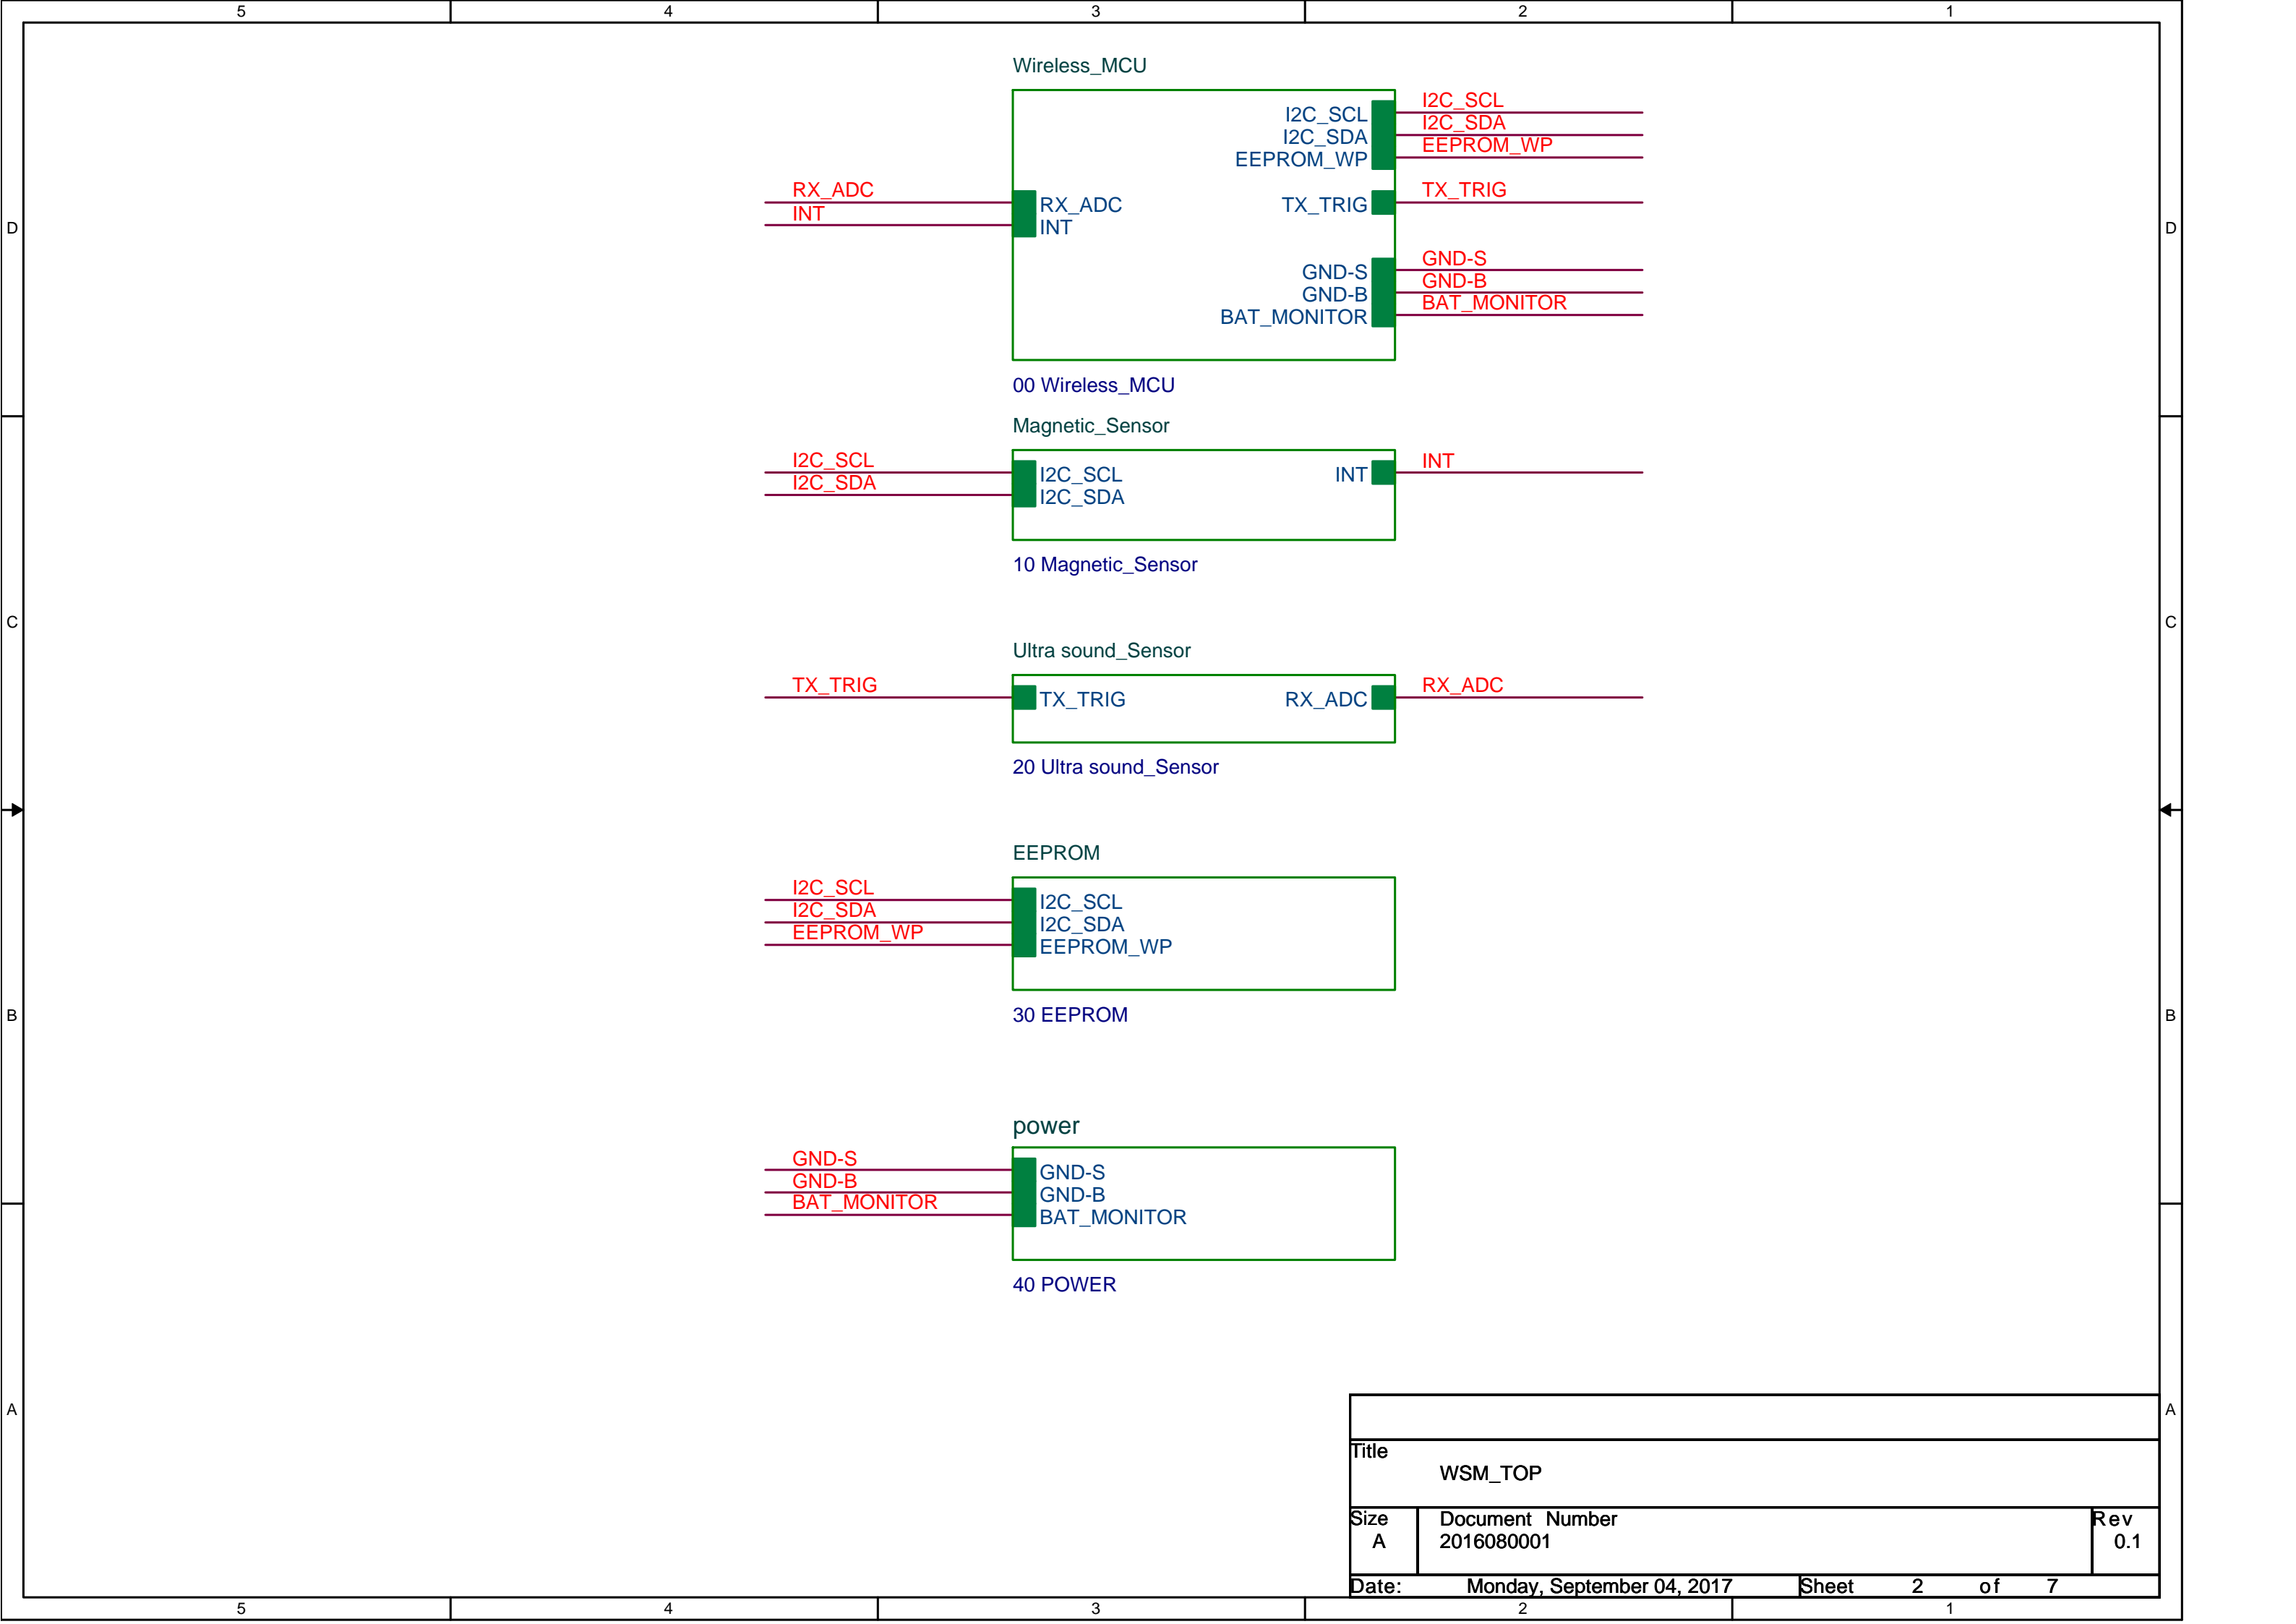 5 4 3 2 1
Wireless_MCU
I2C_SCL I2C_SCL
I2C_SDA I2C_SDA
EEPROM_WP EEPROM_WP
RX_ADC RX_ADC TX_TRIG TX_TRIG
INT INT
D D
GND-S GND-S
GND-B GND-B
BAT_MONITOR BAT_MONITOR
00 Wireless_MCU
Magnetic_Sensor
I2C_SCL I2C_SCL INT INT
I2C_SDA I2C_SDA
10 Magnetic_Sensor
C C
Ultra sound_Sensor
TX_TRIG TX_TRIG RX_ADC RX_ADC
20 Ultra sound_Sensor
EEPROM
I2C_SCL I2C_SCL
I2C_SDA I2C_SDA
EEPROM_WP EEPROM_WP
30 EEPROM
B B
power
GND-S GND-S
GND-B GND-B
BAT_MONITOR BAT_MONITOR
40 POWER
A A
Title
WSM_TOP
Size Document Number Rev
A 2016080001 0.1
Date: Monday, September 04, 2017 Sheet 2 of 7
5 4 3 2 1